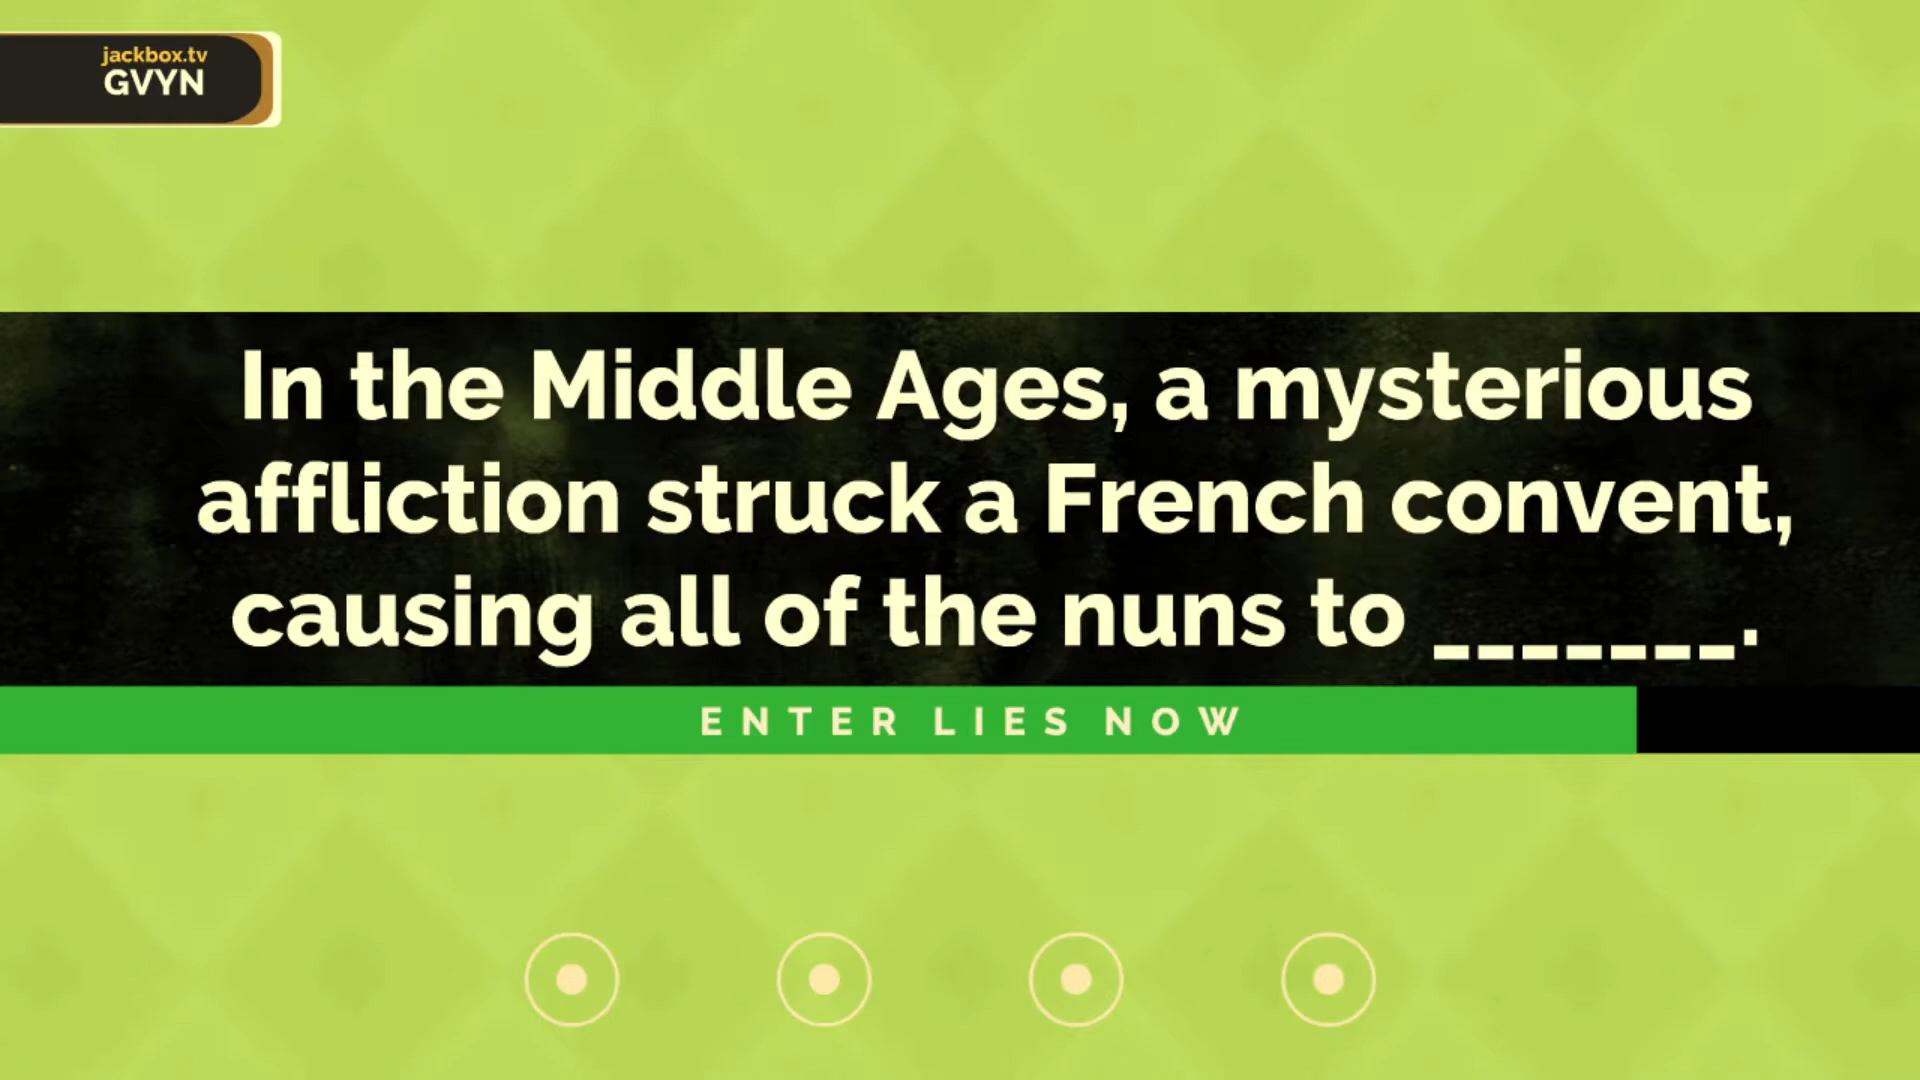 jackbox.tv
GVYN
In the Middle Ages, a mysterious
affliction struck a French convent,
causing all of the nuns to _______.
ENTER LIES NOW